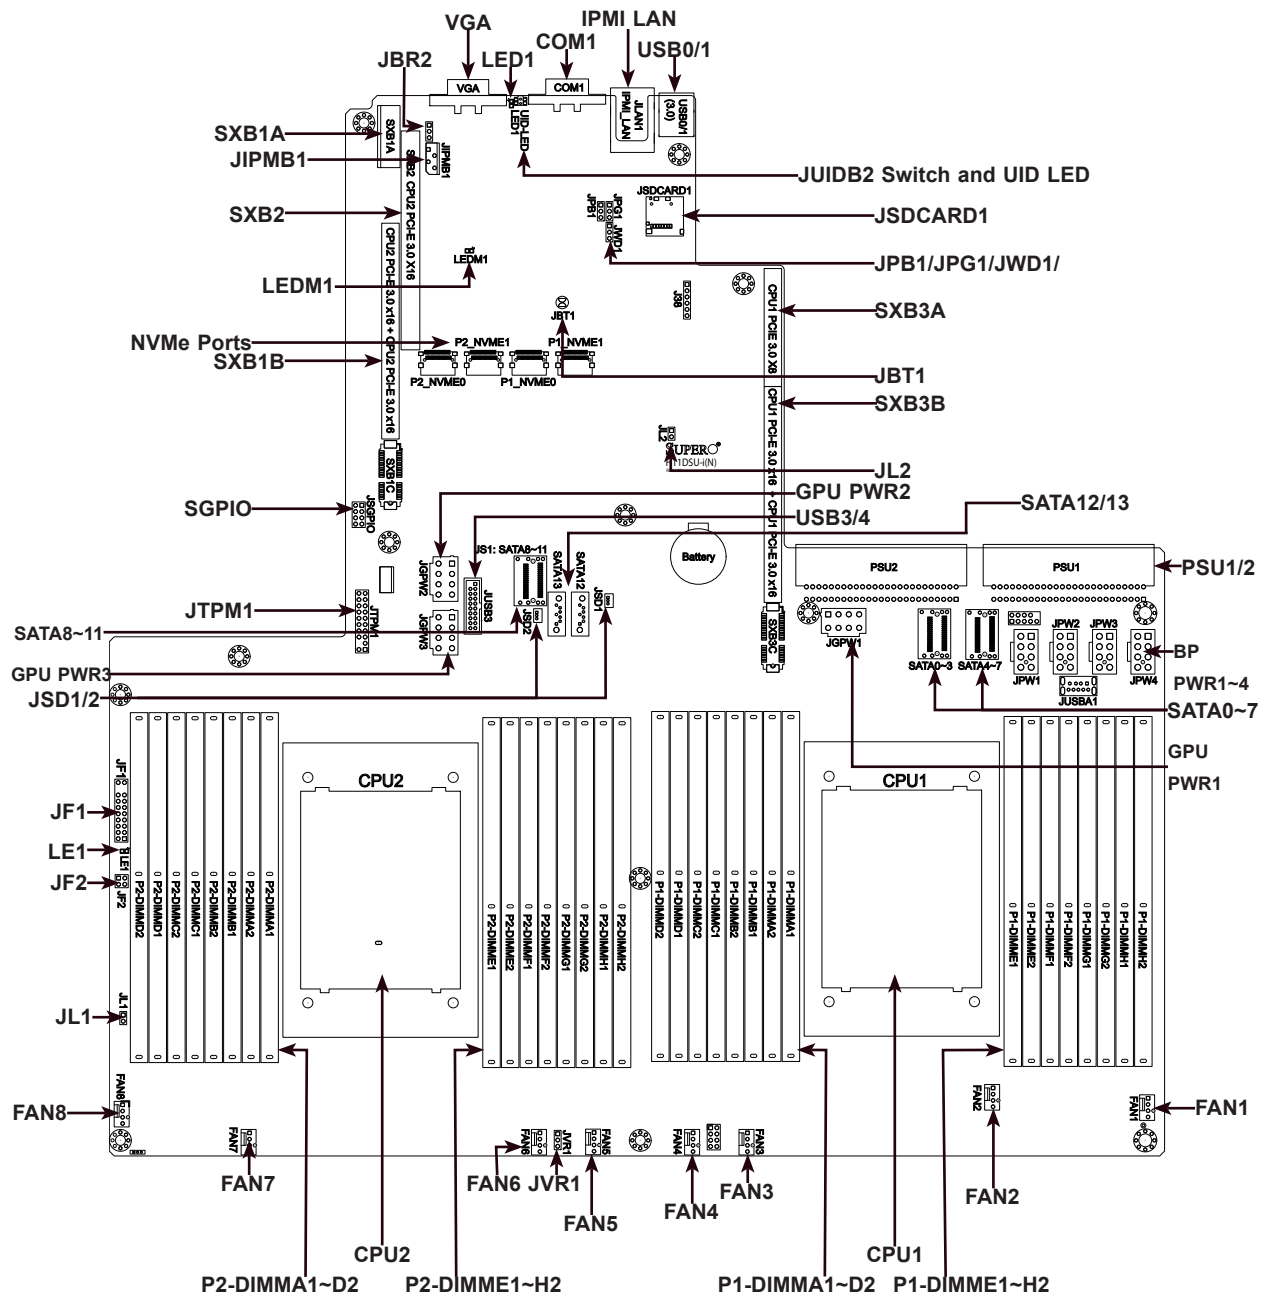 IPMI LAN
VGA
COM1
JBR2
LED1
USB0/1
VGA
COM1
LED1
UID-LED
JLAN1
IPMI_LAN
USB0/1
(3.0)
SXB1A
SXB1A
JIPMB1
JIPMB1
SXB2 CPU2 PCI-E 3.0 X16
JUIDB2 Switch and UID LED
SXB2
JSDCARD1
JPB1
JPG1
JWD1
JSDCARD1
CPU2 PCI-E 3.0 x16 + CPU2 PCI-E 3.0 x16
LEDM1
JPB1/JPG1/JWD1/
LEDM1
J38
JBT1
CPU1 PCIE 3.0 X8
SXB3A
NVMe Ports
P2_NVME1
P1_NVME1
SXB1B
P2_NVME0
P1_NVME0
JBT1
CPU1 PCI-E 3.0 x16 + CPU1 PCI-E 3.0 x16
SXB3B
JL2
SXB1C
JL2
GPU PWR2
SATA12/13
SGPIO
JSGPIO
USB3/4
JS1: SATA8~11
SATA13
SATA12
Battery
PSU2
PSU1
PSU1/2
JGPW2
JUSB3
JSD2
JSD1
JTPM1
JTPM1
JGPW3
SXB3C
JGPW1
SATA8~11
SATA0~3
SATA4~7
JPW1
JPW2
JPW3
JPW4
BP
PWR1~4
JUSBA1
GPU PWR3
JSD1/2
SATA0~7
GPU
PWR1
JF1
CPU2
CPU1
JF1
LE1
LE1
JF2
JF2
P2-DIMMD2
P2-DIMMD1
P2-DIMMC2
P2-DIMMC1
P2-DIMMB2
P2-DIMMB1
P2-DIMMA2
P2-DIMMA1
P2-DIMME1
P2-DIMME2
P2-DIMMF1
P2-DIMMF2
P2-DIMMG1
P2-DIMMG2
P2-DIMMH1
P2-DIMMH2
P1-DIMMD2
P1-DIMMD1
P1-DIMMC2
P1-DIMMC1
P1-DIMMB2
P1-DIMMB1
P1-DIMMA2
P1-DIMMA1
P1-DIMME1
P1-DIMME2
P1-DIMMF1
P1-DIMMF2
P1-DIMMG1
P1-DIMMG2
P1-DIMMH1
P1-DIMMH2
JL1
JL1
FAN8
FAN8
FAN2
FAN1
FAN1
FAN7
FAN6
JVR1
FAN5
FAN4
FAN3
FAN7
FAN6
JVR1
FAN5
FAN4
FAN3
FAN2
CPU2
CPU1
P2-DIMMA1~D2
P2-DIMME1~H2
P1-DIMMA1~D2
P1-DIMME1~H2